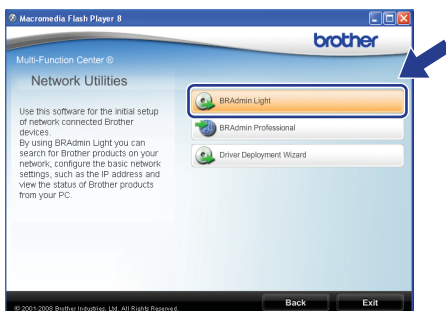 Macromedia Flash Player 8
brother
Multi-Function Center ®
Network Utilities
Use this software for the initial setup
of network connected Brother
devices.
By using BRAdmin Light you can
search for Brother products on your
network, configure the basic network
settings, such as the IP address and
view the status of Brother products
from your PC.
BRAdmin Light
BRAdmin Professional
Driver Deployment Wizard
© 2001-2008 Brother Industries, Ltd. All Rights Reserved.
Back
Exit